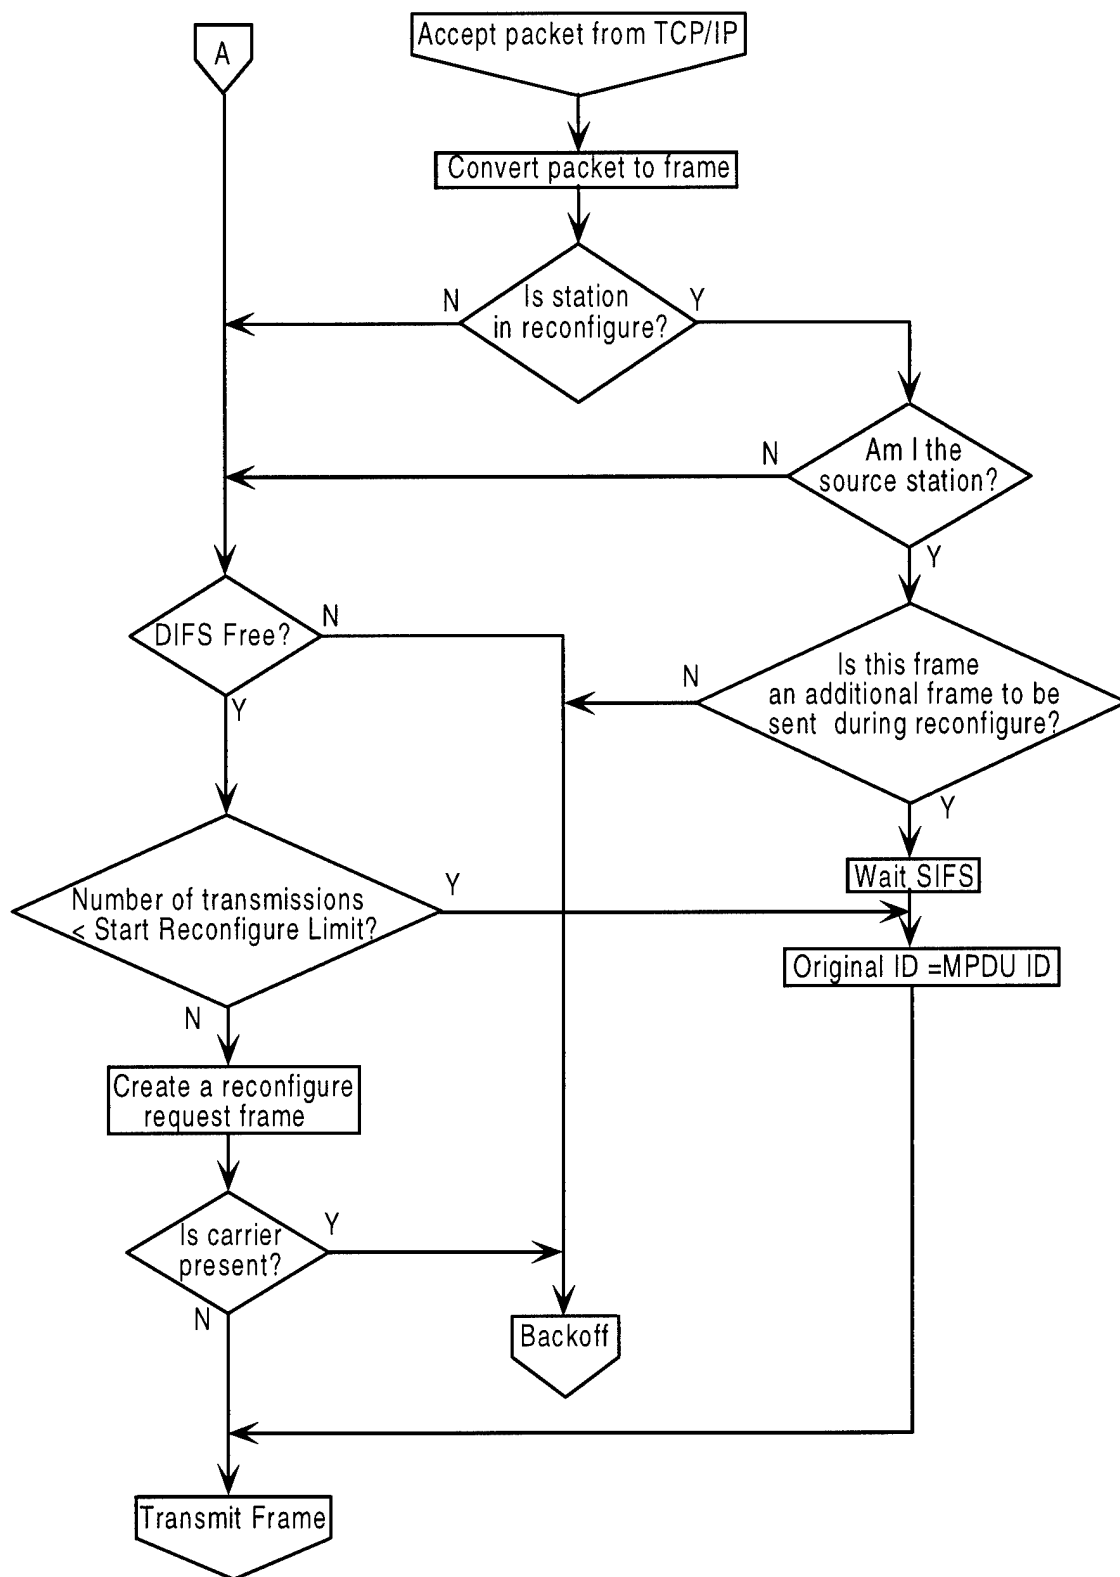 A
Accept packet from TCP/IP
Convert packet to frame
Is station
in reconfigure?
N
Y
Am I the
source station?
N
Y
DIFS Free?
N
Y
Is this frame
an additional frame to be
sent during reconfigure?
N
Y
Wait SIFS
Number of transmissions
< Start Reconfigure Limit?
Y
N
Original ID =MPDU ID
Create a reconfigure
request frame
Is carrier
present?
Y
N
Backoff
Transmit Frame